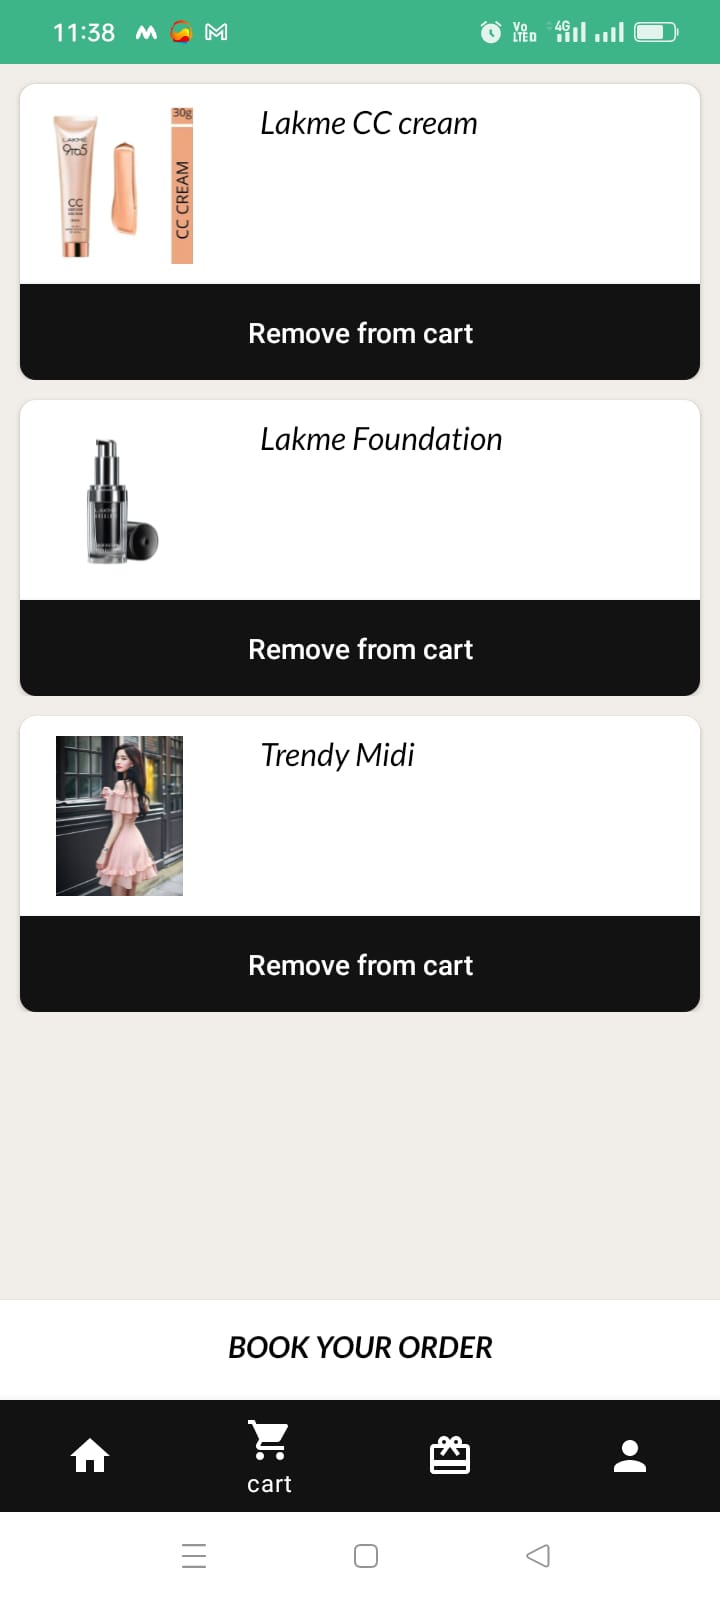 11:38
Vo
LTED
4G
LAKMÉ
9to5
CC
30g
CC CREAM
Lakme CC cream
Remove from cart
Lakme Foundation
Remove from cart
Trendy Midi
Remove from cart
BOOK YOUR ORDER
cart